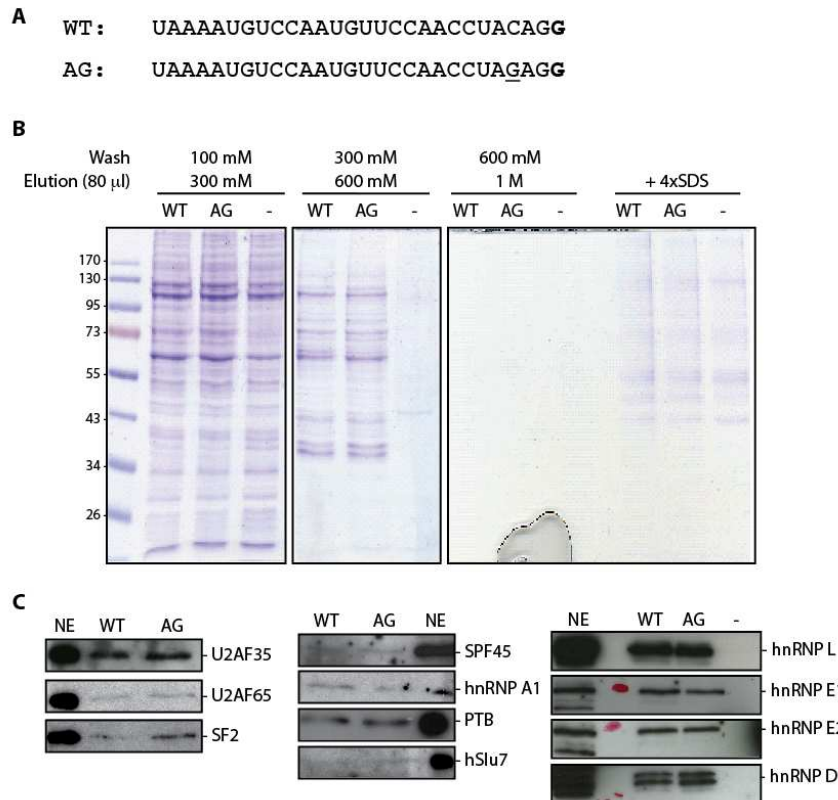 A
WT: UAAAAUGUCCAAUGUUCCAACCUACAGG
AG: UAAAAUGUCCAAUGUUCCAACCUAGAGG
B
Wash 100 mM 300 mM 600 mM
Elution (80 µl) 300 mM 600 mM 1 M + 4xSDS
WT AG - WT AG - WT AG - WT AG -
170
130
95
73
55
43
34
26
C
NE WT AG
U2AF35
U2AF65
SF2
WT AG NE
SPF45
hnRNP A1
PTB
hSlu7
NE WT AG -
hnRNP L
hnRNP E1
hnRNP E2
hnRNP D